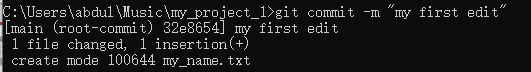 C:\Users\abdul\Music\my_project_1>git commit -m "my first edit"
[main (root-commit) 32e8654] my first edit
 1 file changed, 1 insertion(+)
 create mode 100644 my_name.txt